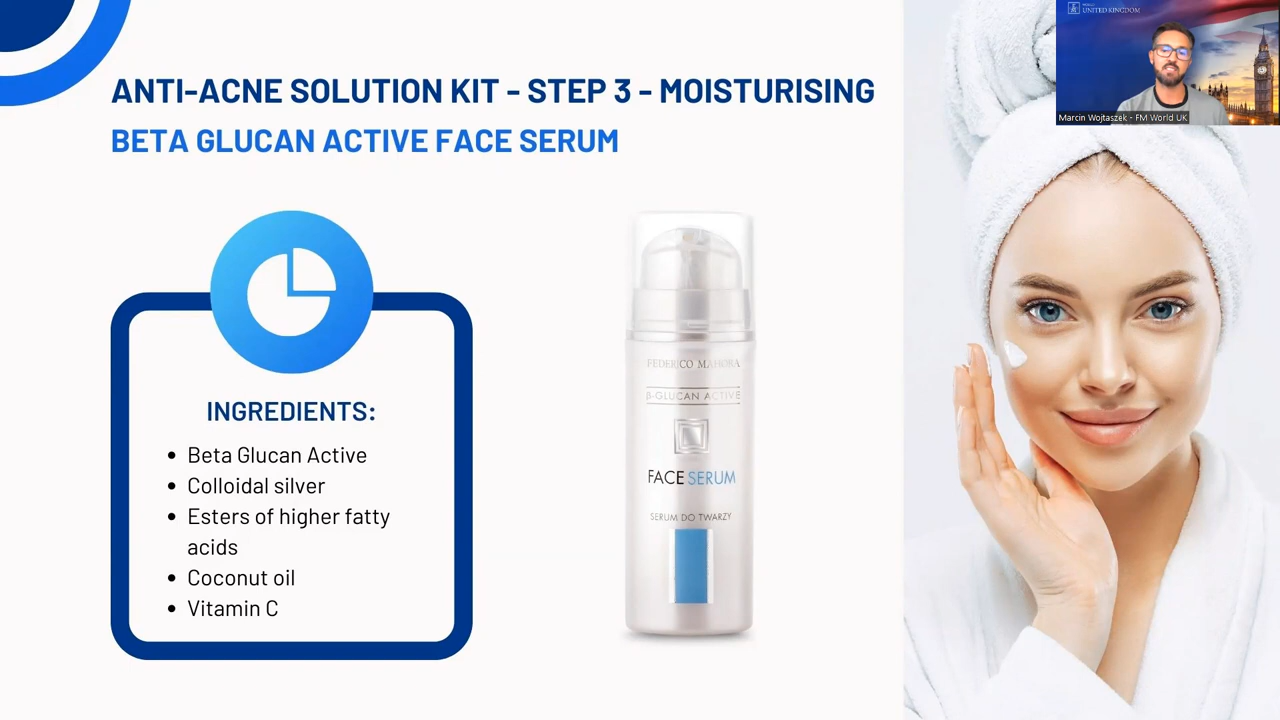 ANTI-ACNE SOLUTION KIT - STEP 3 - MOISTURISING
BETA GLUCAN ACTIVE FACE SERUM
UNITED KINGDOM
Marcin Wojtaszek - FM World UK
INGREDIENTS:
• Beta Glucan Active
• Colloidal silver
• Esters of higher fatty
acids
• Coconut oil
• Vitamin C
FEDERICO MAHORA
β-GLUCAN ACTIVE
FACE SERUM
SERUM DO TWARZY